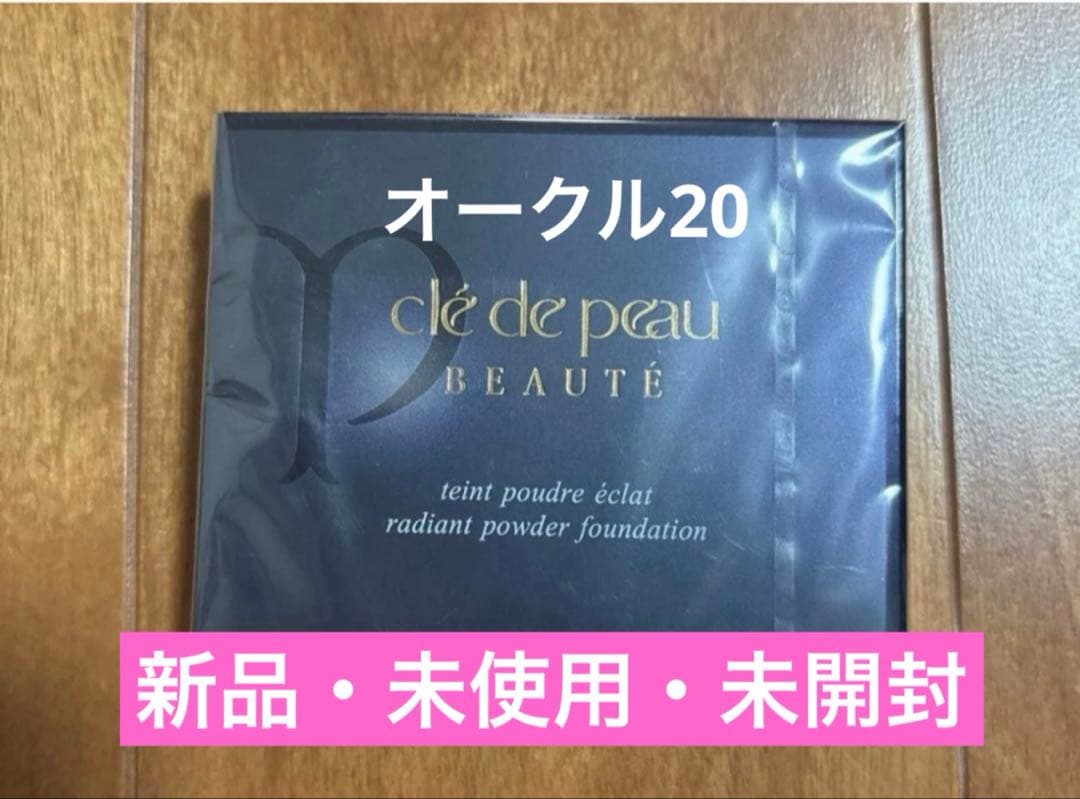 オークル20
clé de peau
BEAUTÉ
teint poudre éclat
radiant powder foundation
新品・未使用・未開封